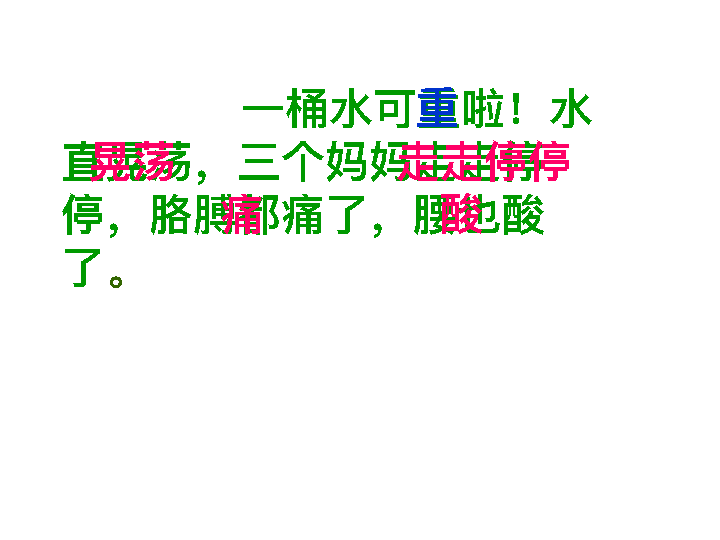 一桶水可重啦！水
直晃荡，三个妈妈走走停
停，胳膊都痛了，腰也酸
了。
重
晃荡
走走停停
痛
酸